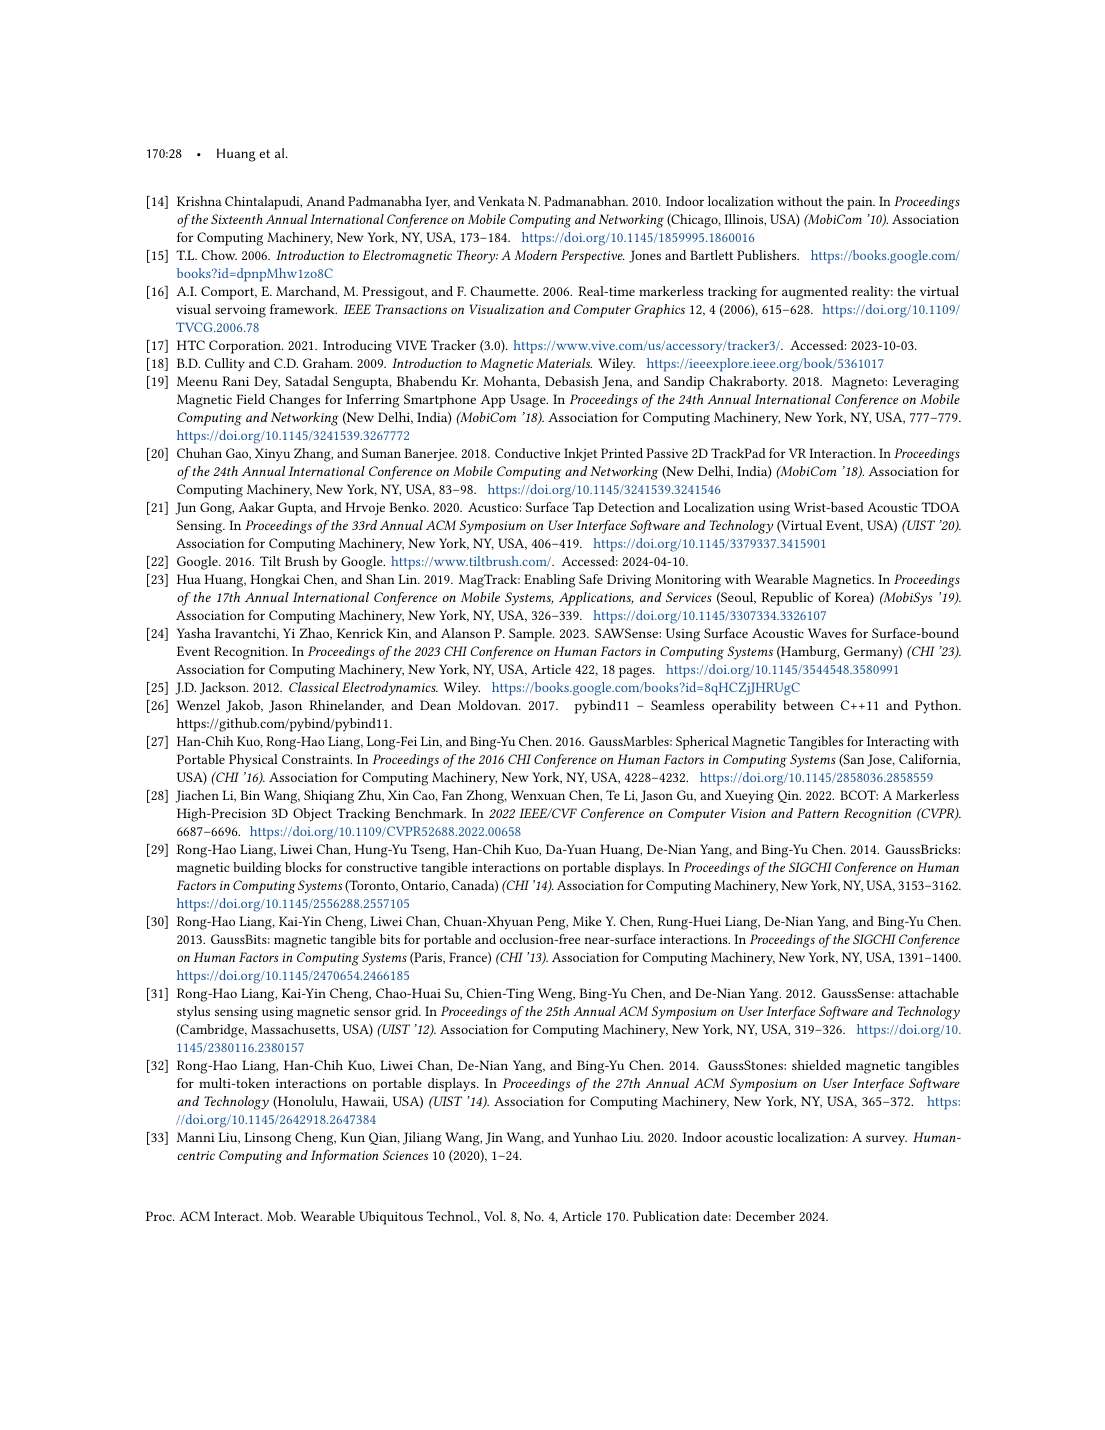 170:28 • Huang et al.
[14] Krishna Chintalapudi, Anand Padmanabha Iyer, and Venkata N. Padmanabhan. 2010. Indoor localization without the pain. In Proceedings
of the Sixteenth Annual International Conference on Mobile Computing and Networking (Chicago, Illinois, USA) (MobiCom '10). Association
for Computing Machinery, New York, NY, USA, 173–184. https://doi.org/10.1145/1859995.1860016
[15] T.L. Chow. 2006. Introduction to Electromagnetic Theory: A Modern Perspective. Jones and Bartlett Publishers. https://books.google.com/
books?id=dpnpMhw1zo8C
[16] A.I. Comport, E. Marchand, M. Pressigout, and F. Chaumette. 2006. Real-time markerless tracking for augmented reality: the virtual
visual servoing framework. IEEE Transactions on Visualization and Computer Graphics 12, 4 (2006), 615–628. https://doi.org/10.1109/
TVCG.2006.78
[17] HTC Corporation. 2021. Introducing VIVE Tracker (3.0). https://www.vive.com/us/accessory/tracker3/. Accessed: 2023-10-03.
[18] B.D. Cullity and C.D. Graham. 2009. Introduction to Magnetic Materials. Wiley. https://ieeexplore.ieee.org/book/5361017
[19] Meenu Rani Dey, Satadal Sengupta, Bhabendu Kr. Mohanta, Debasish Jena, and Sandip Chakraborty. 2018. Magneto: Leveraging
Magnetic Field Changes for Inferring Smartphone App Usage. In Proceedings of the 24th Annual International Conference on Mobile
Computing and Networking (New Delhi, India) (MobiCom '18). Association for Computing Machinery, New York, NY, USA, 777–779.
https://doi.org/10.1145/3241539.3267772
[20] Chuhan Gao, Xinyu Zhang, and Suman Banerjee. 2018. Conductive Inkjet Printed Passive 2D TrackPad for VR Interaction. In Proceedings
of the 24th Annual International Conference on Mobile Computing and Networking (New Delhi, India) (MobiCom '18). Association for
Computing Machinery, New York, NY, USA, 83–98. https://doi.org/10.1145/3241539.3241546
[21] Jun Gong, Aakar Gupta, and Hrvoje Benko. 2020. Acustico: Surface Tap Detection and Localization using Wrist-based Acoustic TDOA
Sensing. In Proceedings of the 33rd Annual ACM Symposium on User Interface Software and Technology (Virtual Event, USA) (UIST '20).
Association for Computing Machinery, New York, NY, USA, 406–419. https://doi.org/10.1145/3379337.3415901
[22] Google. 2016. Tilt Brush by Google. https://www.tiltbrush.com/. Accessed: 2024-04-10.
[23] Hua Huang, Hongkai Chen, and Shan Lin. 2019. MagTrack: Enabling Safe Driving Monitoring with Wearable Magnetics. In Proceedings
of the 17th Annual International Conference on Mobile Systems, Applications, and Services (Seoul, Republic of Korea) (MobiSys '19).
Association for Computing Machinery, New York, NY, USA, 326–339. https://doi.org/10.1145/3307334.3326107
[24] Yasha Iravantchi, Yi Zhao, Kenrick Kin, and Alanson P. Sample. 2023. SAWSense: Using Surface Acoustic Waves for Surface-bound
Event Recognition. In Proceedings of the 2023 CHI Conference on Human Factors in Computing Systems (Hamburg, Germany) (CHI '23).
Association for Computing Machinery, New York, NY, USA, Article 422, 18 pages. https://doi.org/10.1145/3544548.3580991
[25] J.D. Jackson. 2012. Classical Electrodynamics. Wiley. https://books.google.com/books?id=8qHCZjJHRUgC
[26] Wenzel Jakob, Jason Rhinelander, and Dean Moldovan. 2017. pybind11 – Seamless operability between C++11 and Python.
https://github.com/pybind/pybind11.
[27] Han-Chih Kuo, Rong-Hao Liang, Long-Fei Lin, and Bing-Yu Chen. 2016. GaussMarbles: Spherical Magnetic Tangibles for Interacting with
Portable Physical Constraints. In Proceedings of the 2016 CHI Conference on Human Factors in Computing Systems (San Jose, California,
USA) (CHI '16). Association for Computing Machinery, New York, NY, USA, 4228–4232. https://doi.org/10.1145/2858036.2858559
[28] Jiachen Li, Bin Wang, Shiqiang Zhu, Xin Cao, Fan Zhong, Wenxuan Chen, Te Li, Jason Gu, and Xueying Qin. 2022. BCOT: A Markerless
High-Precision 3D Object Tracking Benchmark. In 2022 IEEE/CVF Conference on Computer Vision and Pattern Recognition (CVPR).
6687–6696. https://doi.org/10.1109/CVPR52688.2022.00658
[29] Rong-Hao Liang, Liwei Chan, Hung-Yu Tseng, Han-Chih Kuo, Da-Yuan Huang, De-Nian Yang, and Bing-Yu Chen. 2014. GaussBricks:
magnetic building blocks for constructive tangible interactions on portable displays. In Proceedings of the SIGCHI Conference on Human
Factors in Computing Systems (Toronto, Ontario, Canada) (CHI '14). Association for Computing Machinery, New York, NY, USA, 3153–3162.
https://doi.org/10.1145/2556288.2557105
[30] Rong-Hao Liang, Kai-Yin Cheng, Liwei Chan, Chuan-Xhyuan Peng, Mike Y. Chen, Rung-Huei Liang, De-Nian Yang, and Bing-Yu Chen.
2013. GaussBits: magnetic tangible bits for portable and occlusion-free near-surface interactions. In Proceedings of the SIGCHI Conference
on Human Factors in Computing Systems (Paris, France) (CHI '13). Association for Computing Machinery, New York, NY, USA, 1391–1400.
https://doi.org/10.1145/2470654.2466185
[31] Rong-Hao Liang, Kai-Yin Cheng, Chao-Huai Su, Chien-Ting Weng, Bing-Yu Chen, and De-Nian Yang. 2012. GaussSense: attachable
stylus sensing using magnetic sensor grid. In Proceedings of the 25th Annual ACM Symposium on User Interface Software and Technology
(Cambridge, Massachusetts, USA) (UIST '12). Association for Computing Machinery, New York, NY, USA, 319–326. https://doi.org/10.
1145/2380116.2380157
[32] Rong-Hao Liang, Han-Chih Kuo, Liwei Chan, De-Nian Yang, and Bing-Yu Chen. 2014. GaussStones: shielded magnetic tangibles
for multi-token interactions on portable displays. In Proceedings of the 27th Annual ACM Symposium on User Interface Software
and Technology (Honolulu, Hawaii, USA) (UIST '14). Association for Computing Machinery, New York, NY, USA, 365–372. https:
//doi.org/10.1145/2642918.2647384
[33] Manni Liu, Linsong Cheng, Kun Qian, Jiliang Wang, Jin Wang, and Yunhao Liu. 2020. Indoor acoustic localization: A survey. Human-
centric Computing and Information Sciences 10 (2020), 1–24.
Proc. ACM Interact. Mob. Wearable Ubiquitous Technol., Vol. 8, No. 4, Article 170. Publication date: December 2024.